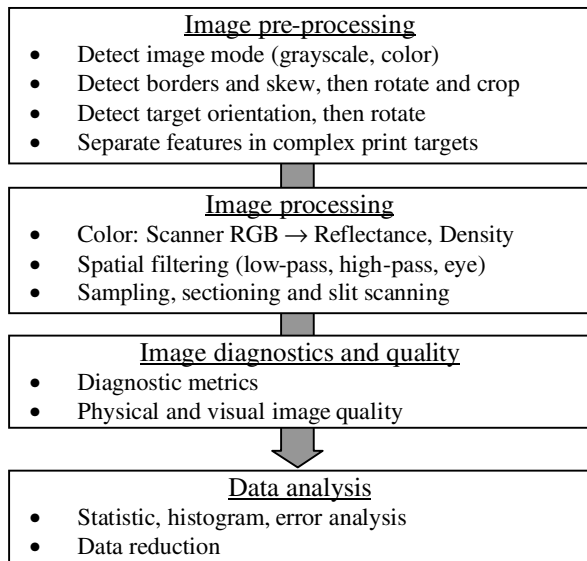 Image pre-processing
• Detect image mode (grayscale, color)
• Detect borders and skew, then rotate and crop
• Detect target orientation, then rotate
• Separate features in complex print targets
Image processing
• Color: Scanner RGB → Reflectance, Density
• Spatial filtering (low-pass, high-pass, eye)
• Sampling, sectioning and slit scanning
Image diagnostics and quality
• Diagnostic metrics
• Physical and visual image quality
Data analysis
• Statistic, histogram, error analysis
• Data reduction